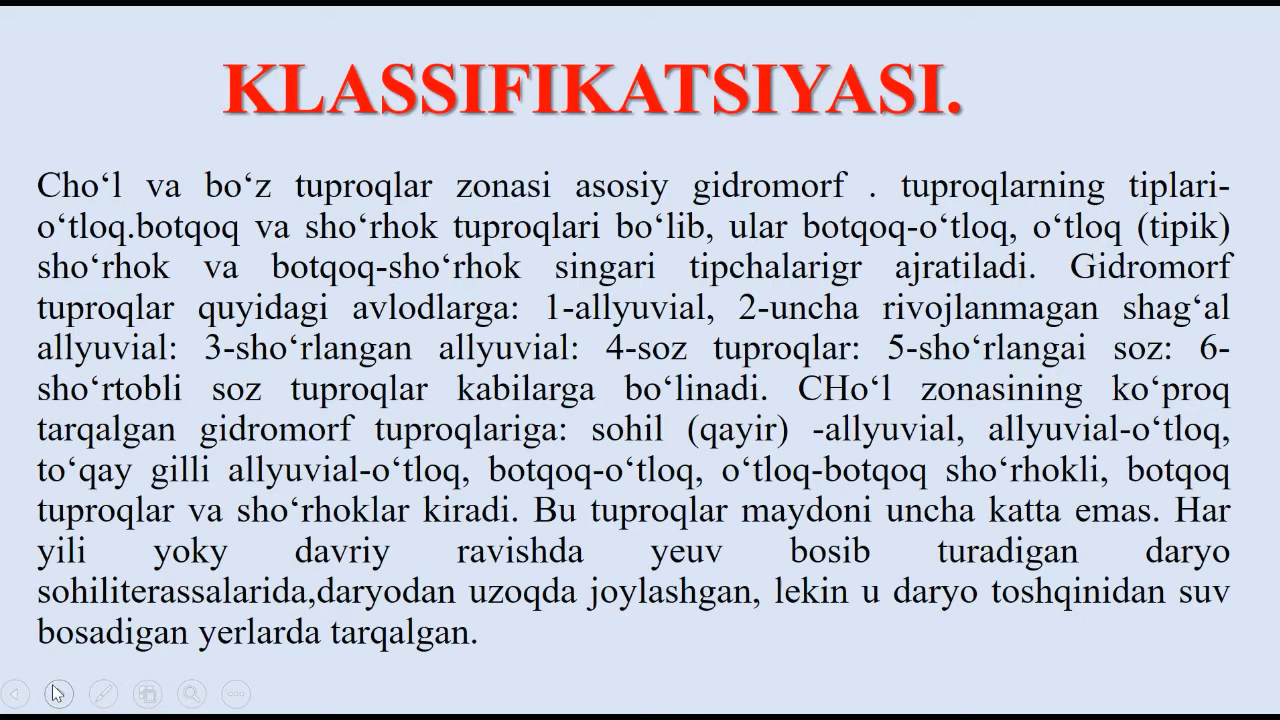 KLASSIFIKATSIYASI.
Cho‘l va bo‘z tuproqlar zonasi asosiy gidromorf . tuproqlarning tiplari-
o‘tloq.botqoq va sho‘rhok tuproqlari bo‘lib, ular botqoq-o‘tloq, o‘tloq (tipik)
sho‘rhok va botqoq-sho‘rhok singari tipchalarigr ajratiladi. Gidromorf
tuproqlar quyidagi avlodlarga: 1-allyuvial, 2-uncha rivojlanmagan shag‘al
allyuvial: 3-sho‘rlangan allyuvial: 4-soz tuproqlar: 5-sho‘rlangai soz: 6-
sho‘rtobli soz tuproqlar kabilarga bo‘linadi. CHo‘l zonasining ko‘proq
tarqalgan gidromorf tuproqlariga: sohil (qayir) -allyuvial, allyuvial-o‘tloq,
to‘qay gilli allyuvial-o‘tloq, botqoq-o‘tloq, o‘tloq-botqoq sho‘rhokli, botqoq
tuproqlar va sho‘rhoklar kiradi. Bu tuproqlar maydoni uncha katta emas. Har
yili yoky davriy ravishda yeuv bosib turadigan daryo
sohiliterassalarida,daryodan uzoqda joylashgan, lekin u daryo toshqinidan suv
bosadigan yerlarda tarqalgan.